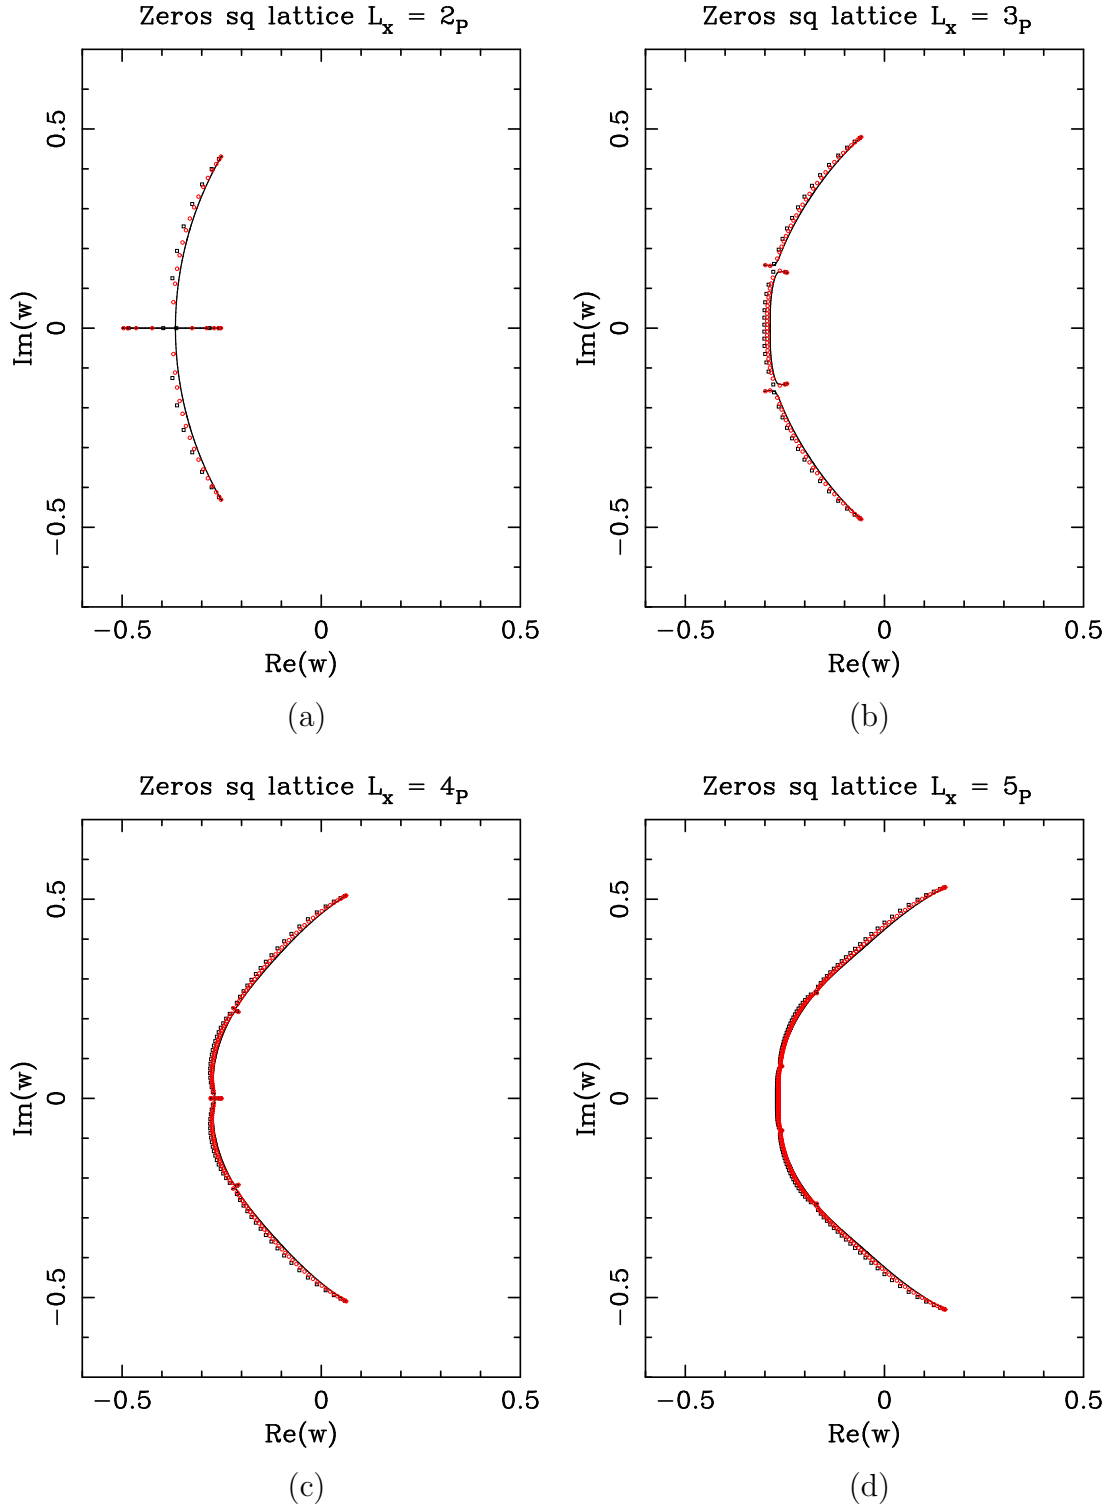 Zeros sq lattice Lx = 2P
0.5
0
−0.5
Im(w)
−0.5 0 0.5
Re(w)
(a)
Zeros sq lattice Lx = 3P
0.5
0
−0.5
Im(w)
−0.5 0 0.5
Re(w)
(b)
Zeros sq lattice Lx = 4P
0.5
0
−0.5
Im(w)
−0.5 0 0.5
Re(w)
(c)
Zeros sq lattice Lx = 5P
0.5
0
−0.5
Im(w)
−0.5 0 0.5
Re(w)
(d)